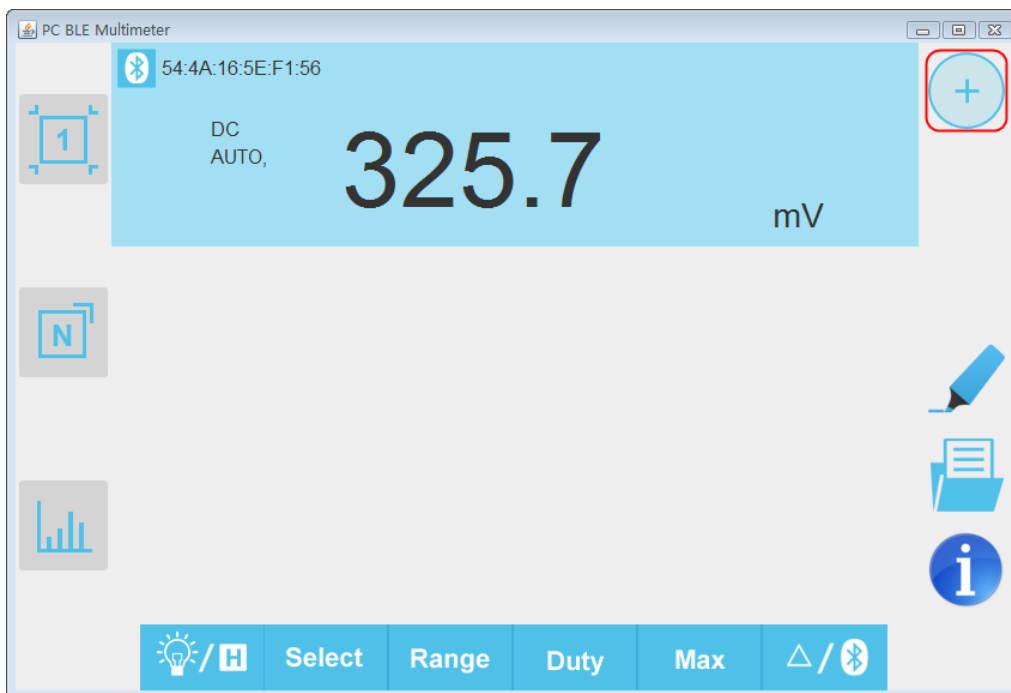 PC BLE Multimeter
54:4A:16:5E:F1:56
DC
AUTO,
325.7
mV
1
N
i
/ H Select Range Duty Max △ /